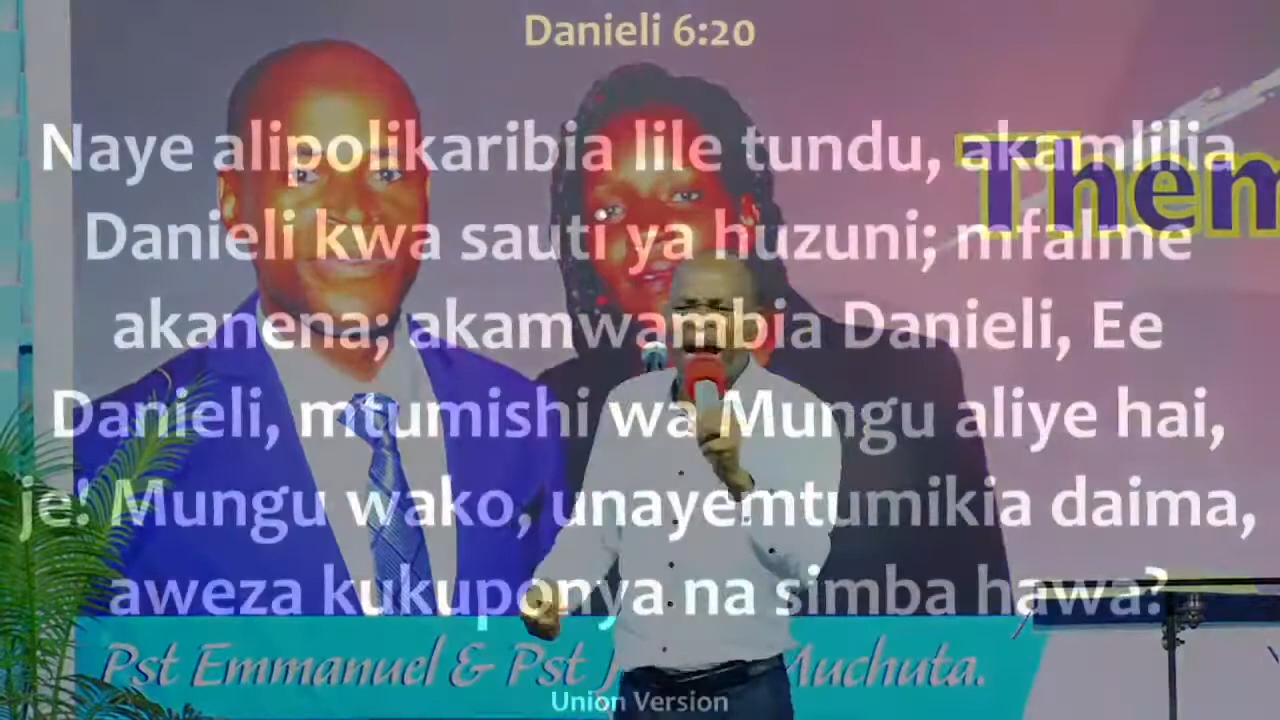 Danieli 6:20
Naye alipolikaribia lile tundu, akamlilia
Danieli kwa sauti ya huzuni; mfalme
akanena; akamwambia Danieli, Ee
Danieli, mtumishi wa Mungu aliye hai,
je! Mungu wako, unayemtumikia daima,
aweza kukuponya na simba hawa?
Them
Pst Emmanuel & Pst Muchuta.
Union Version